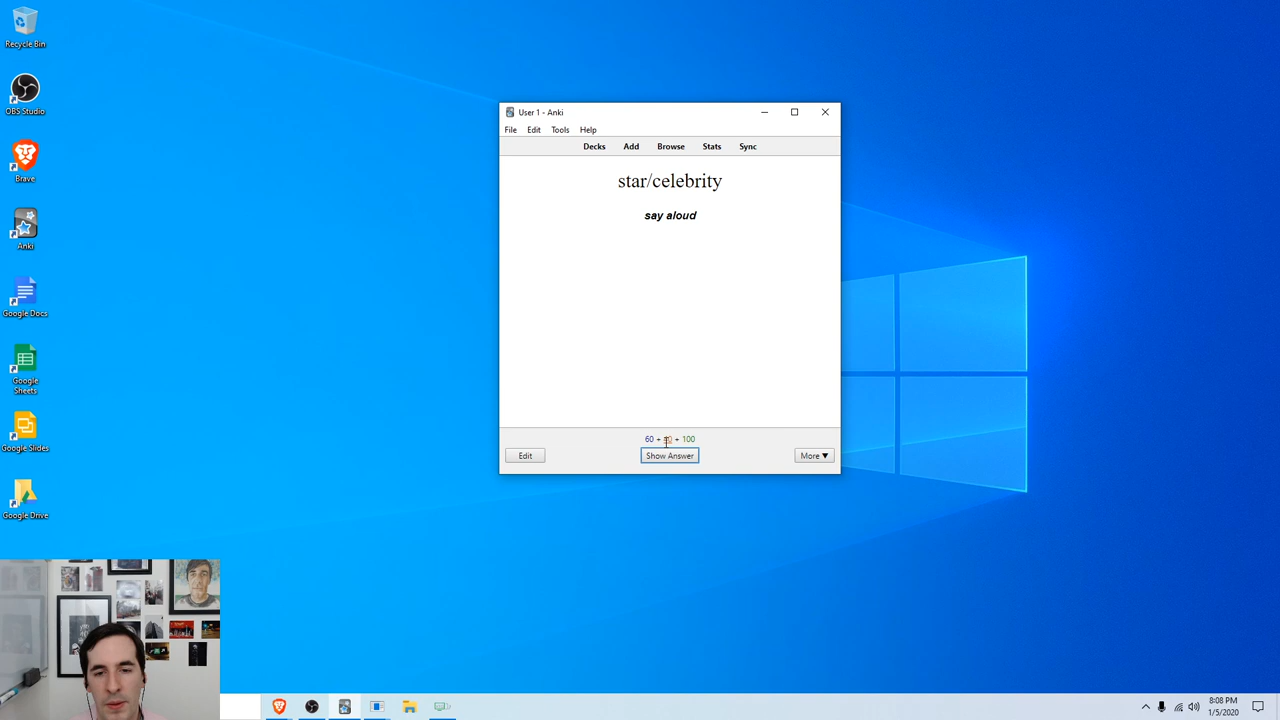 Recycle Bin
OBS Studio
Brave
Anki
Google Docs
Google
Sheets
Google Slides
Google Drive
User 1 - Anki
File Edit Tools Help
Decks Add Browse Stats Sync
star/celebrity
say aloud
60 + + 100
Edit Show Answer More ▼
8:08 PM
1/5/2020